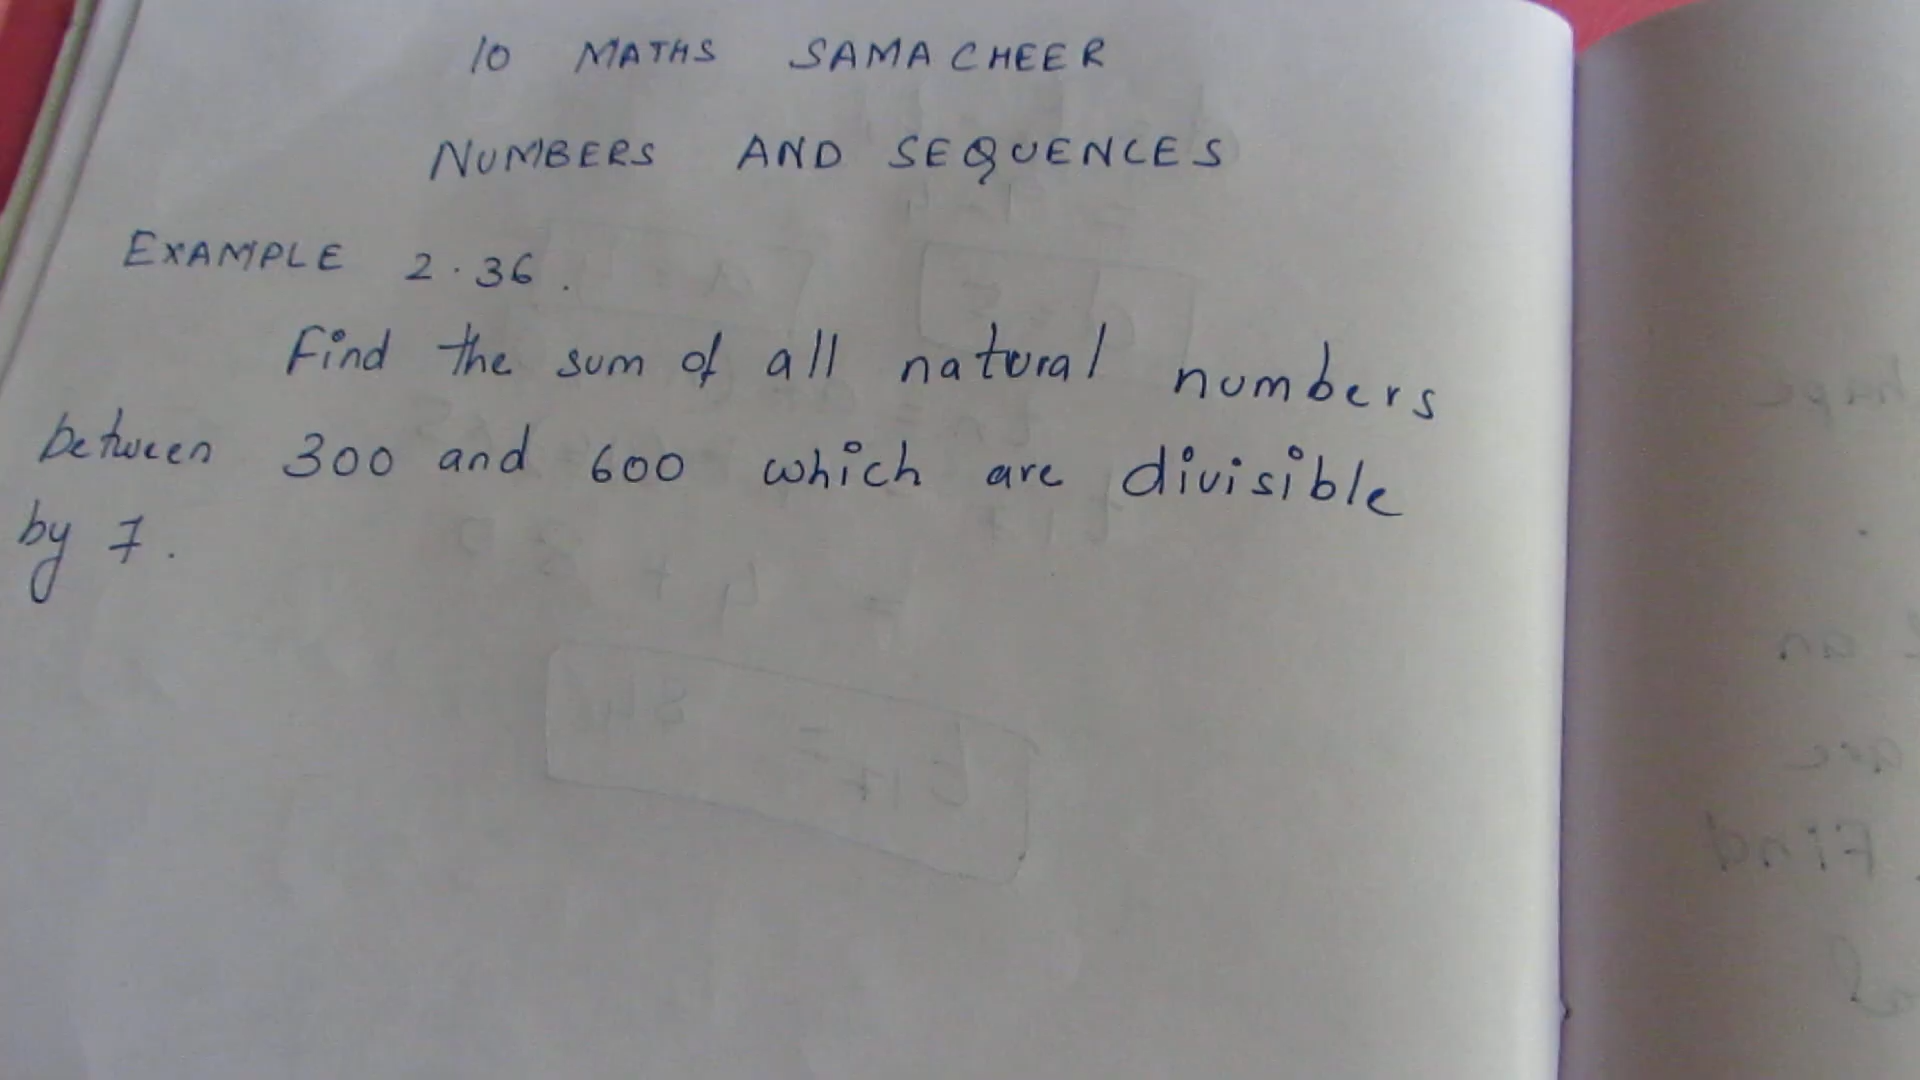 10 MATHS SAMACHEER
NUMBERS AND SEQUENCES
EXAMPLE 2.36.
Find the sum of all natural numbers
between 300 and 600 which are divisible
by 7.